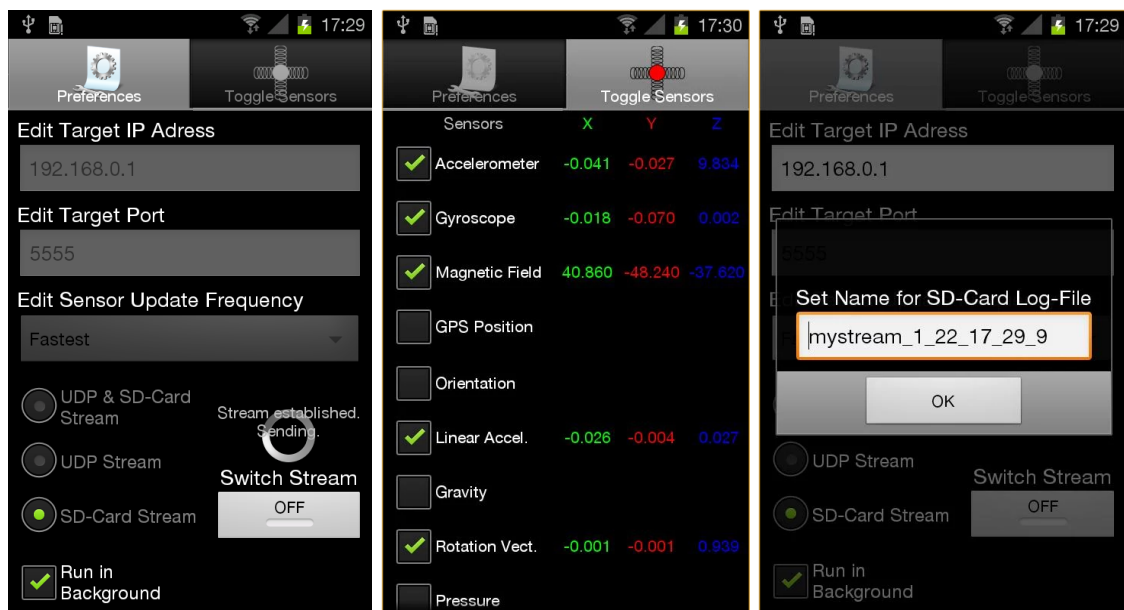 17:29
Preferences Toggle Sensors
Edit Target IP Adress
192.168.0.1
Edit Target Port
5555
Edit Sensor Update Frequency
Fastest
UDP & SD-Card
Stream
Stream established.
Sending.
UDP Stream
Switch Stream
SD-Card Stream
OFF
Run in
Background
17:30
Preferences Toggle Sensors
Sensors X Y Z
Accelerometer -0.041 -0.027 9.834
Gyroscope -0.018 -0.070 0.002
Magnetic Field 40.860 -48.240 -37.620
GPS Position
Orientation
Linear Accel. -0.026 -0.004 0.027
Gravity
Rotation Vect. -0.001 -0.001 0.939
Pressure
17:29
Preferences Toggle Sensors
Edit Target IP Adress
192.168.0.1
Edit Target Port
5555
Set Name for SD-Card Log-File
mystream_1_22_17_29_9
OK
UDP Stream
Switch Stream
SD-Card Stream
OFF
Run in
Background